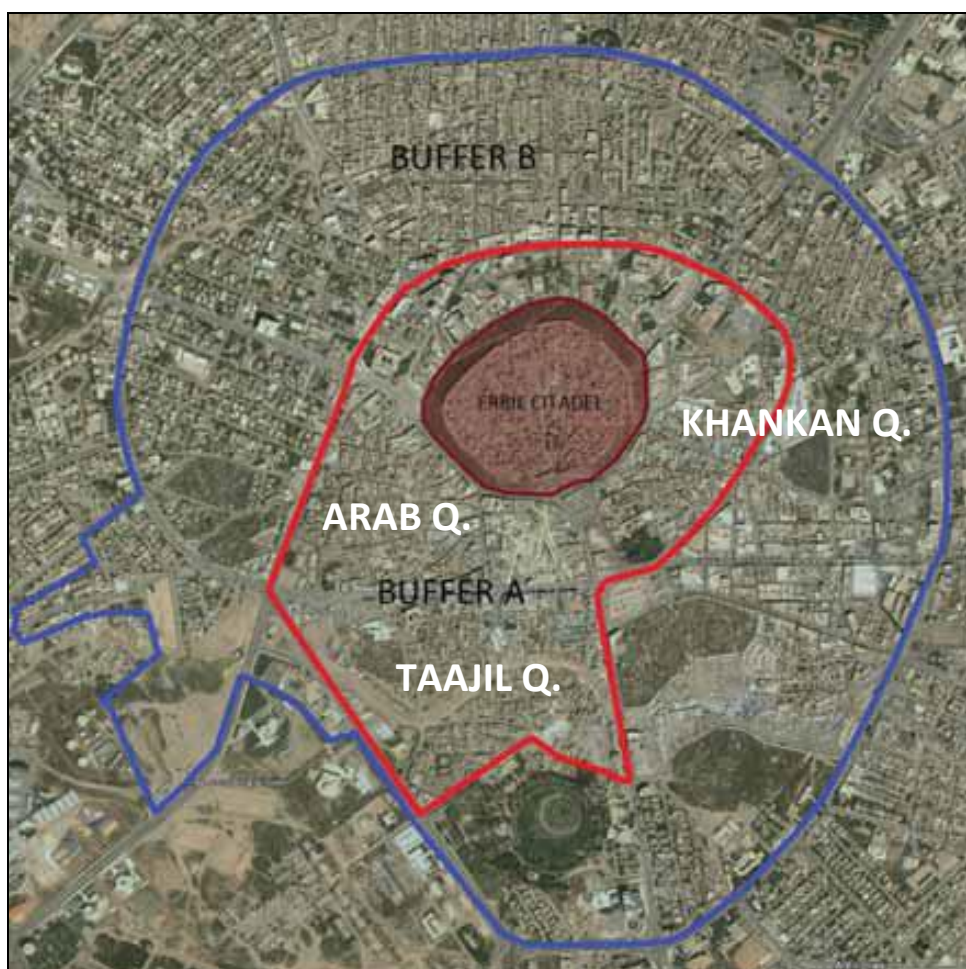 BUFFER B
ERBIL CITADEL
KHANKAN Q.
ARAB Q.
BUFFER A
TAAJIL Q.